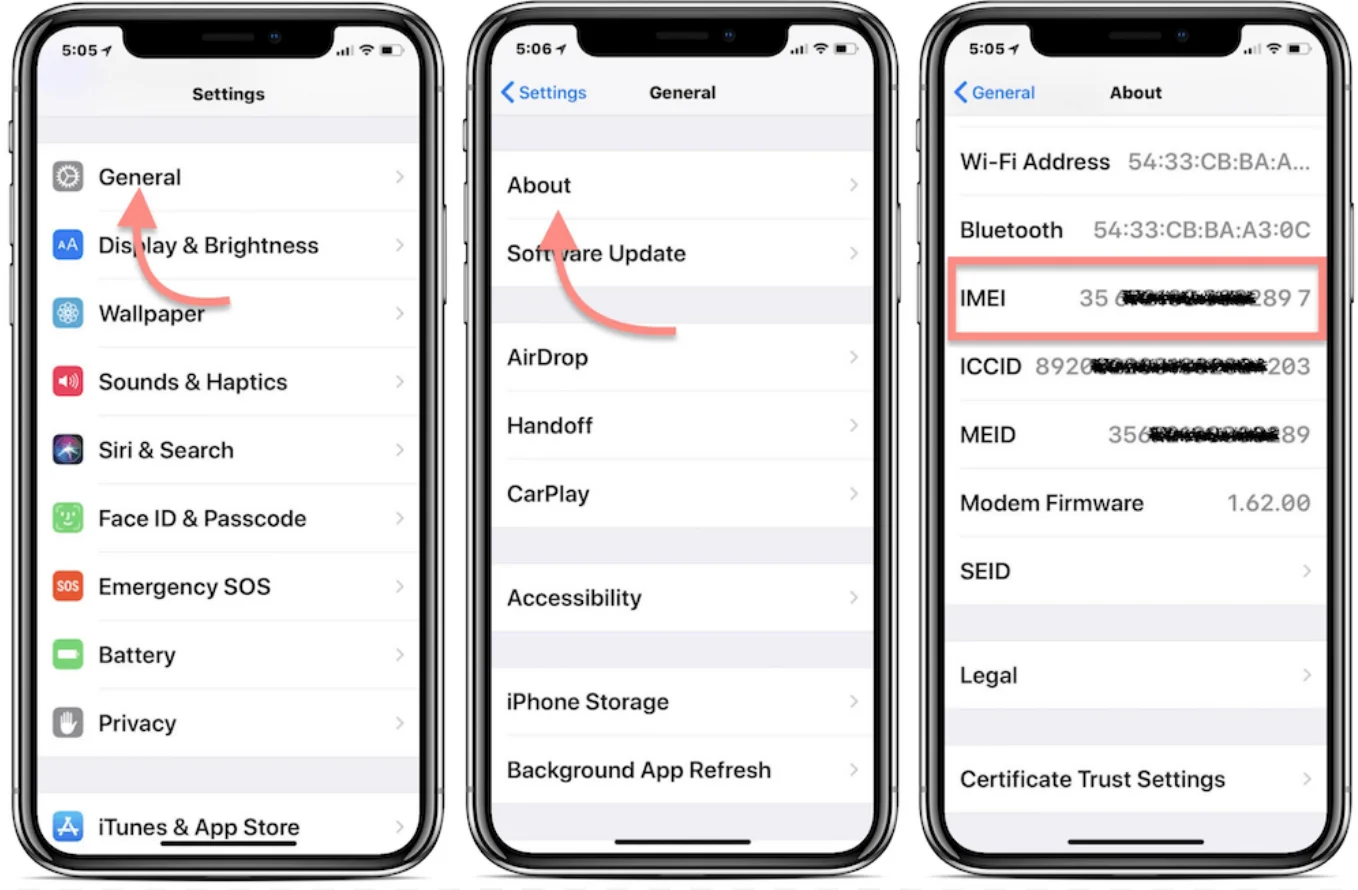 5:05
Settings
General
AA
Display & Brightness
Wallpaper
Sounds & Haptics
Siri & Search
Face ID & Passcode
SOS
Emergency SOS
Battery
Privacy
iTunes & App Store
5:06
Settings
General
About
Software Update
AirDrop
Handoff
CarPlay
Accessibility
iPhone Storage
Background App Refresh
5:05
General
About
Wi-Fi Address 54:33:CB:BA:A...
Bluetooth 54:33:CB:BA:A3:0C
IMEI 35 289 7
ICCID 8920 203
MEID 356 89
Modem Firmware 1.62.00
SEID
Legal
Certificate Trust Settings